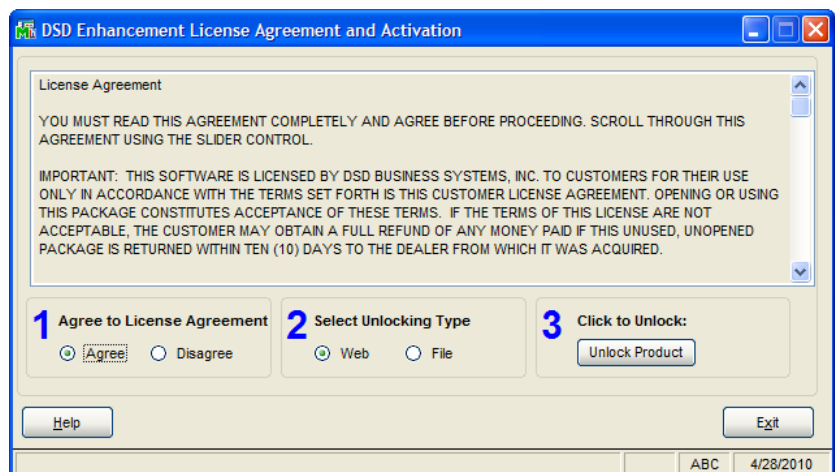 DSD Enhancement License Agreement and Activation
License Agreement
YOU MUST READ THIS AGREEMENT COMPLETELY AND AGREE BEFORE PROCEEDING. SCROLL THROUGH THIS
AGREEMENT USING THE SLIDER CONTROL.
IMPORTANT: THIS SOFTWARE IS LICENSED BY DSD BUSINESS SYSTEMS, INC. TO CUSTOMERS FOR THEIR USE
ONLY IN ACCORDANCE WITH THE TERMS SET FORTH IS THIS CUSTOMER LICENSE AGREEMENT. OPENING OR USING
THIS PACKAGE CONSTITUTES ACCEPTANCE OF THESE TERMS. IF THE TERMS OF THIS LICENSE ARE NOT
ACCEPTABLE, THE CUSTOMER MAY OBTAIN A FULL REFUND OF ANY MONEY PAID IF THIS UNUSED, UNOPENED
PACKAGE IS RETURNED WITHIN TEN (10) DAYS TO THE DEALER FROM WHICH IT WAS ACQUIRED.
1 Agree to License Agreement
Agree Disagree
2 Select Unlocking Type
Web File
3 Click to Unlock:
Unlock Product
Help Exit
ABC 4/28/2010